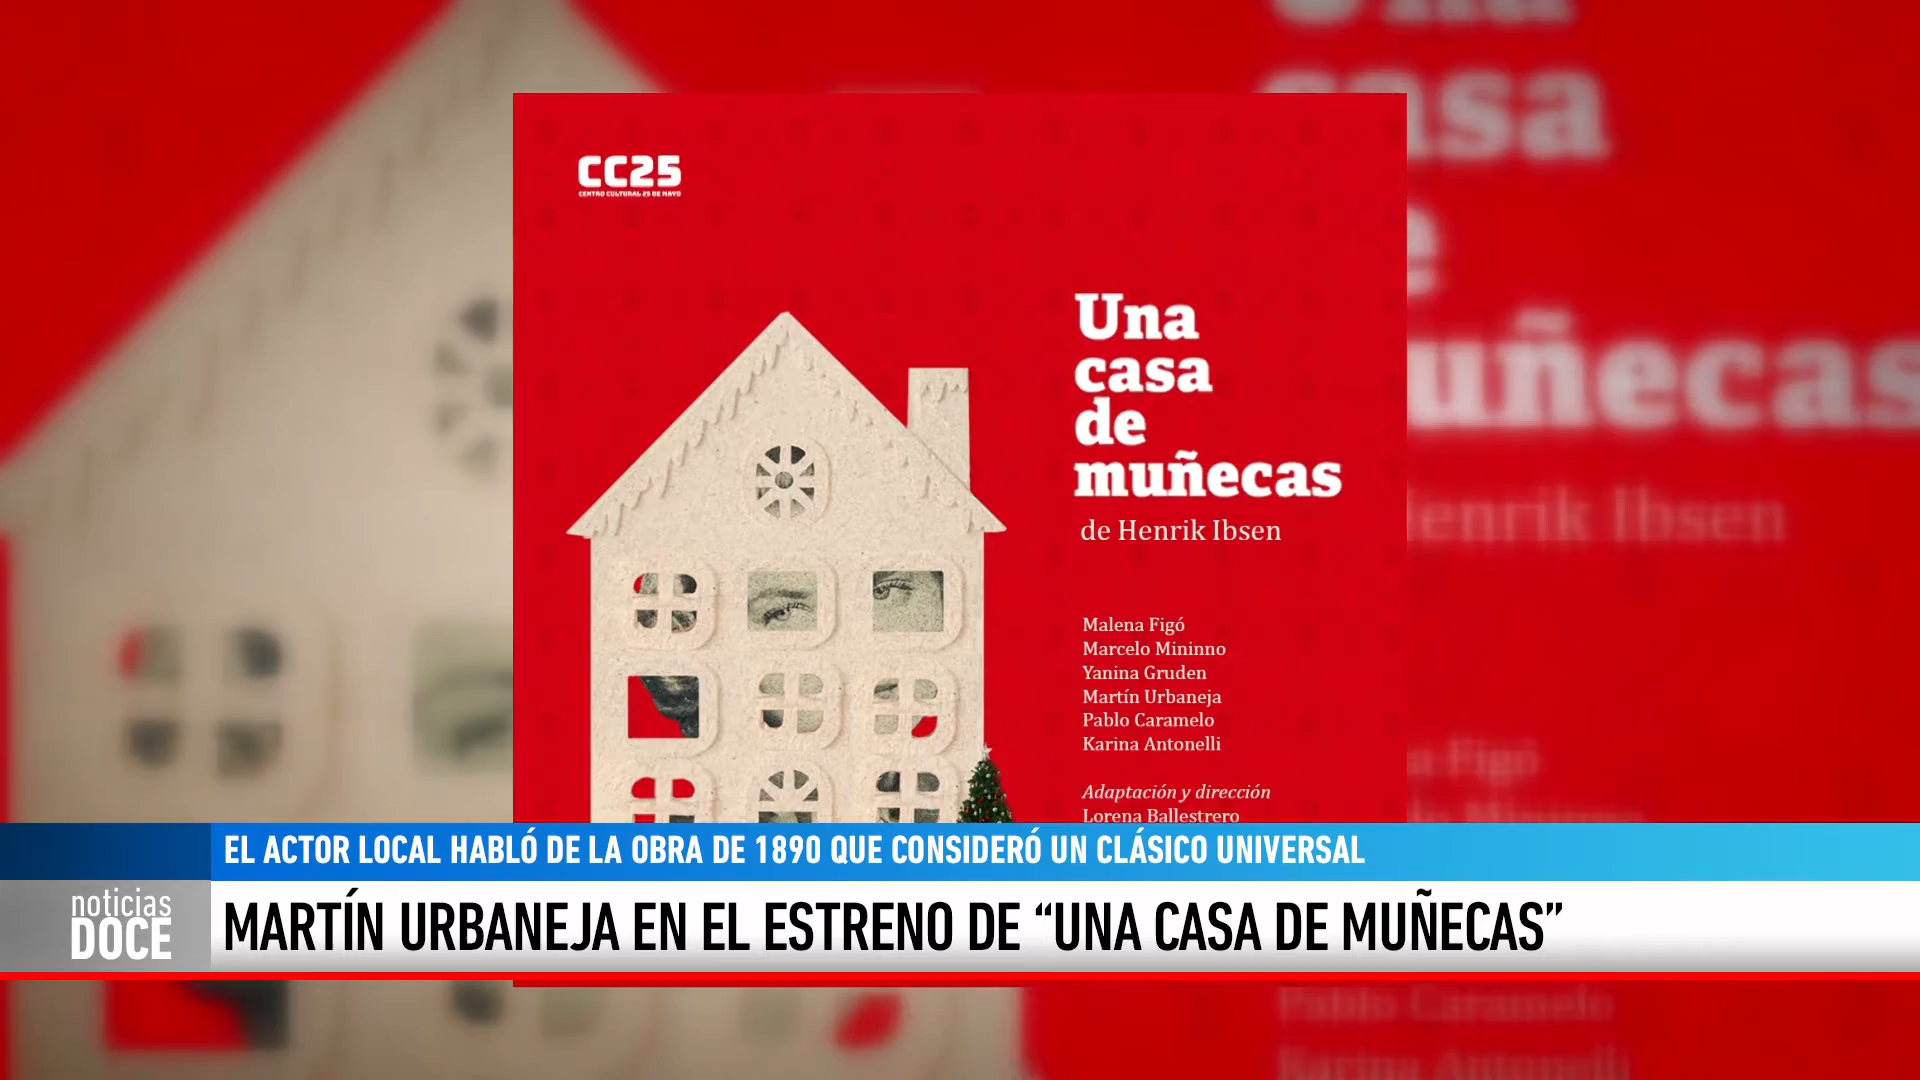 CC25
CENTRO CULTURAL 25 DE MAYO
Una
casa
de
muñecas
de Henrik Ibsen
Malena Figó
Marcelo Mininno
Yanina Gruden
Martín Urbaneja
Pablo Caramelo
Karina Antonelli
Adaptación y dirección
Lorena Ballestrero
EL ACTOR LOCAL HABLÓ DE LA OBRA DE 1890 QUE CONSIDERÓ UN CLÁSICO UNIVERSAL
noticias
DOCE
MARTÍN URBANEJA EN EL ESTRENO DE “UNA CASA DE MUÑECAS”